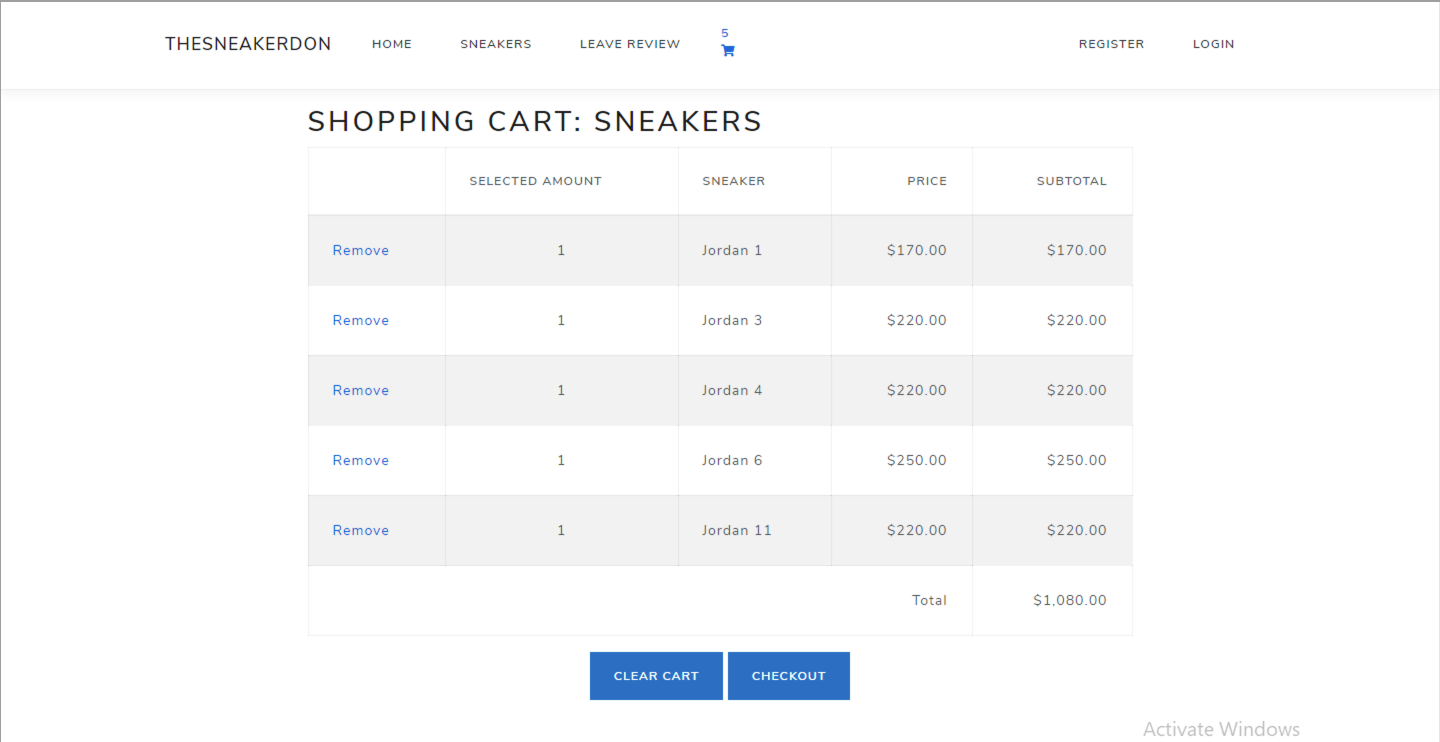 5
THESNEAKERDON HOME SNEAKERS LEAVE REVIEW REGISTER LOGIN
SHOPPING CART: SNEAKERS
SELECTED AMOUNT SNEAKER PRICE SUBTOTAL
Remove 1 Jordan 1 $170.00 $170.00
Remove 1 Jordan 3 $220.00 $220.00
Remove 1 Jordan 4 $220.00 $220.00
Remove 1 Jordan 6 $250.00 $250.00
Remove 1 Jordan 11 $220.00 $220.00
Total $1,080.00
CLEAR CART CHECKOUT
Activate Windows